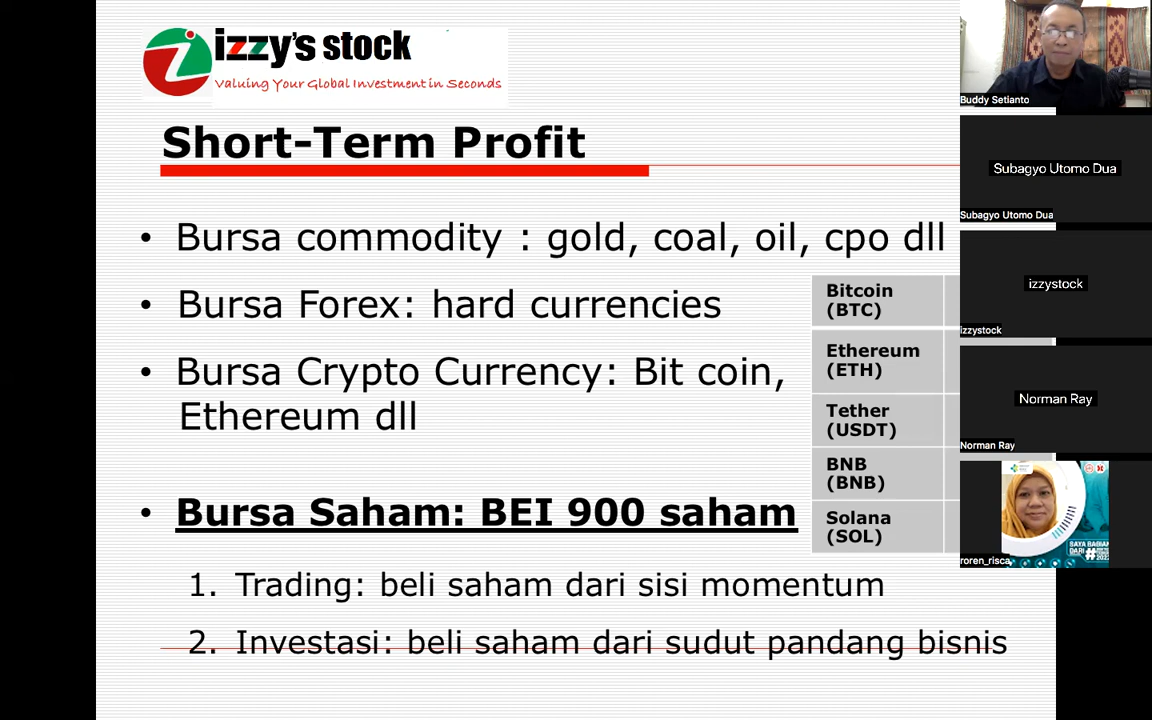 izzy's stock
Valuing Your Global Investment in Seconds
Short-Term Profit
• Bursa commodity : gold, coal, oil, cpo dll
• Bursa Forex: hard currencies
• Bursa Crypto Currency: Bit coin,
Ethereum dll
• Bursa Saham: BEI 900 saham
1. Trading: beli saham dari sisi momentum
2. Investasi: beli saham dari sudut pandang bisnis
Bitcoin
(BTC)
Ethereum
(ETH)
Tether
(USDT)
BNB
(BNB)
Solana
(SOL)
Buddy Setianto
Subagyo Utomo Dua
Subagyo Utomo Dua
izzystock
izzystock
Norman Ray
Norman Ray
SAYA BAGIAN
DARI
roren_risca